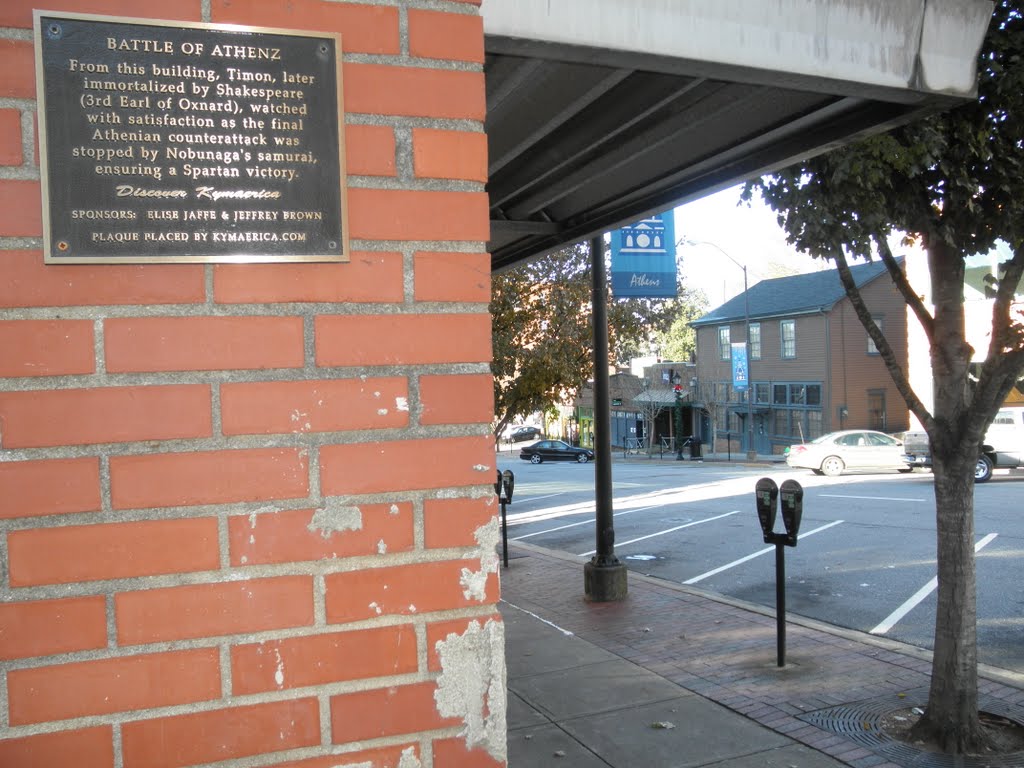 BATTLE OF ATHENZ
From this building, Timon, later
immortalized by Shakespeare
(3rd Earl of Oxnard), watched
with satisfaction as the final
Athenian counterattack was
stopped by Nobunaga's samurai,
ensuring a Spartan victory.
Discover Kymaerica
SPONSORS: ELISE JAFFE & JEFFREY BROWN
PLAQUE PLACED BY KYMAERICA.COM
Athens